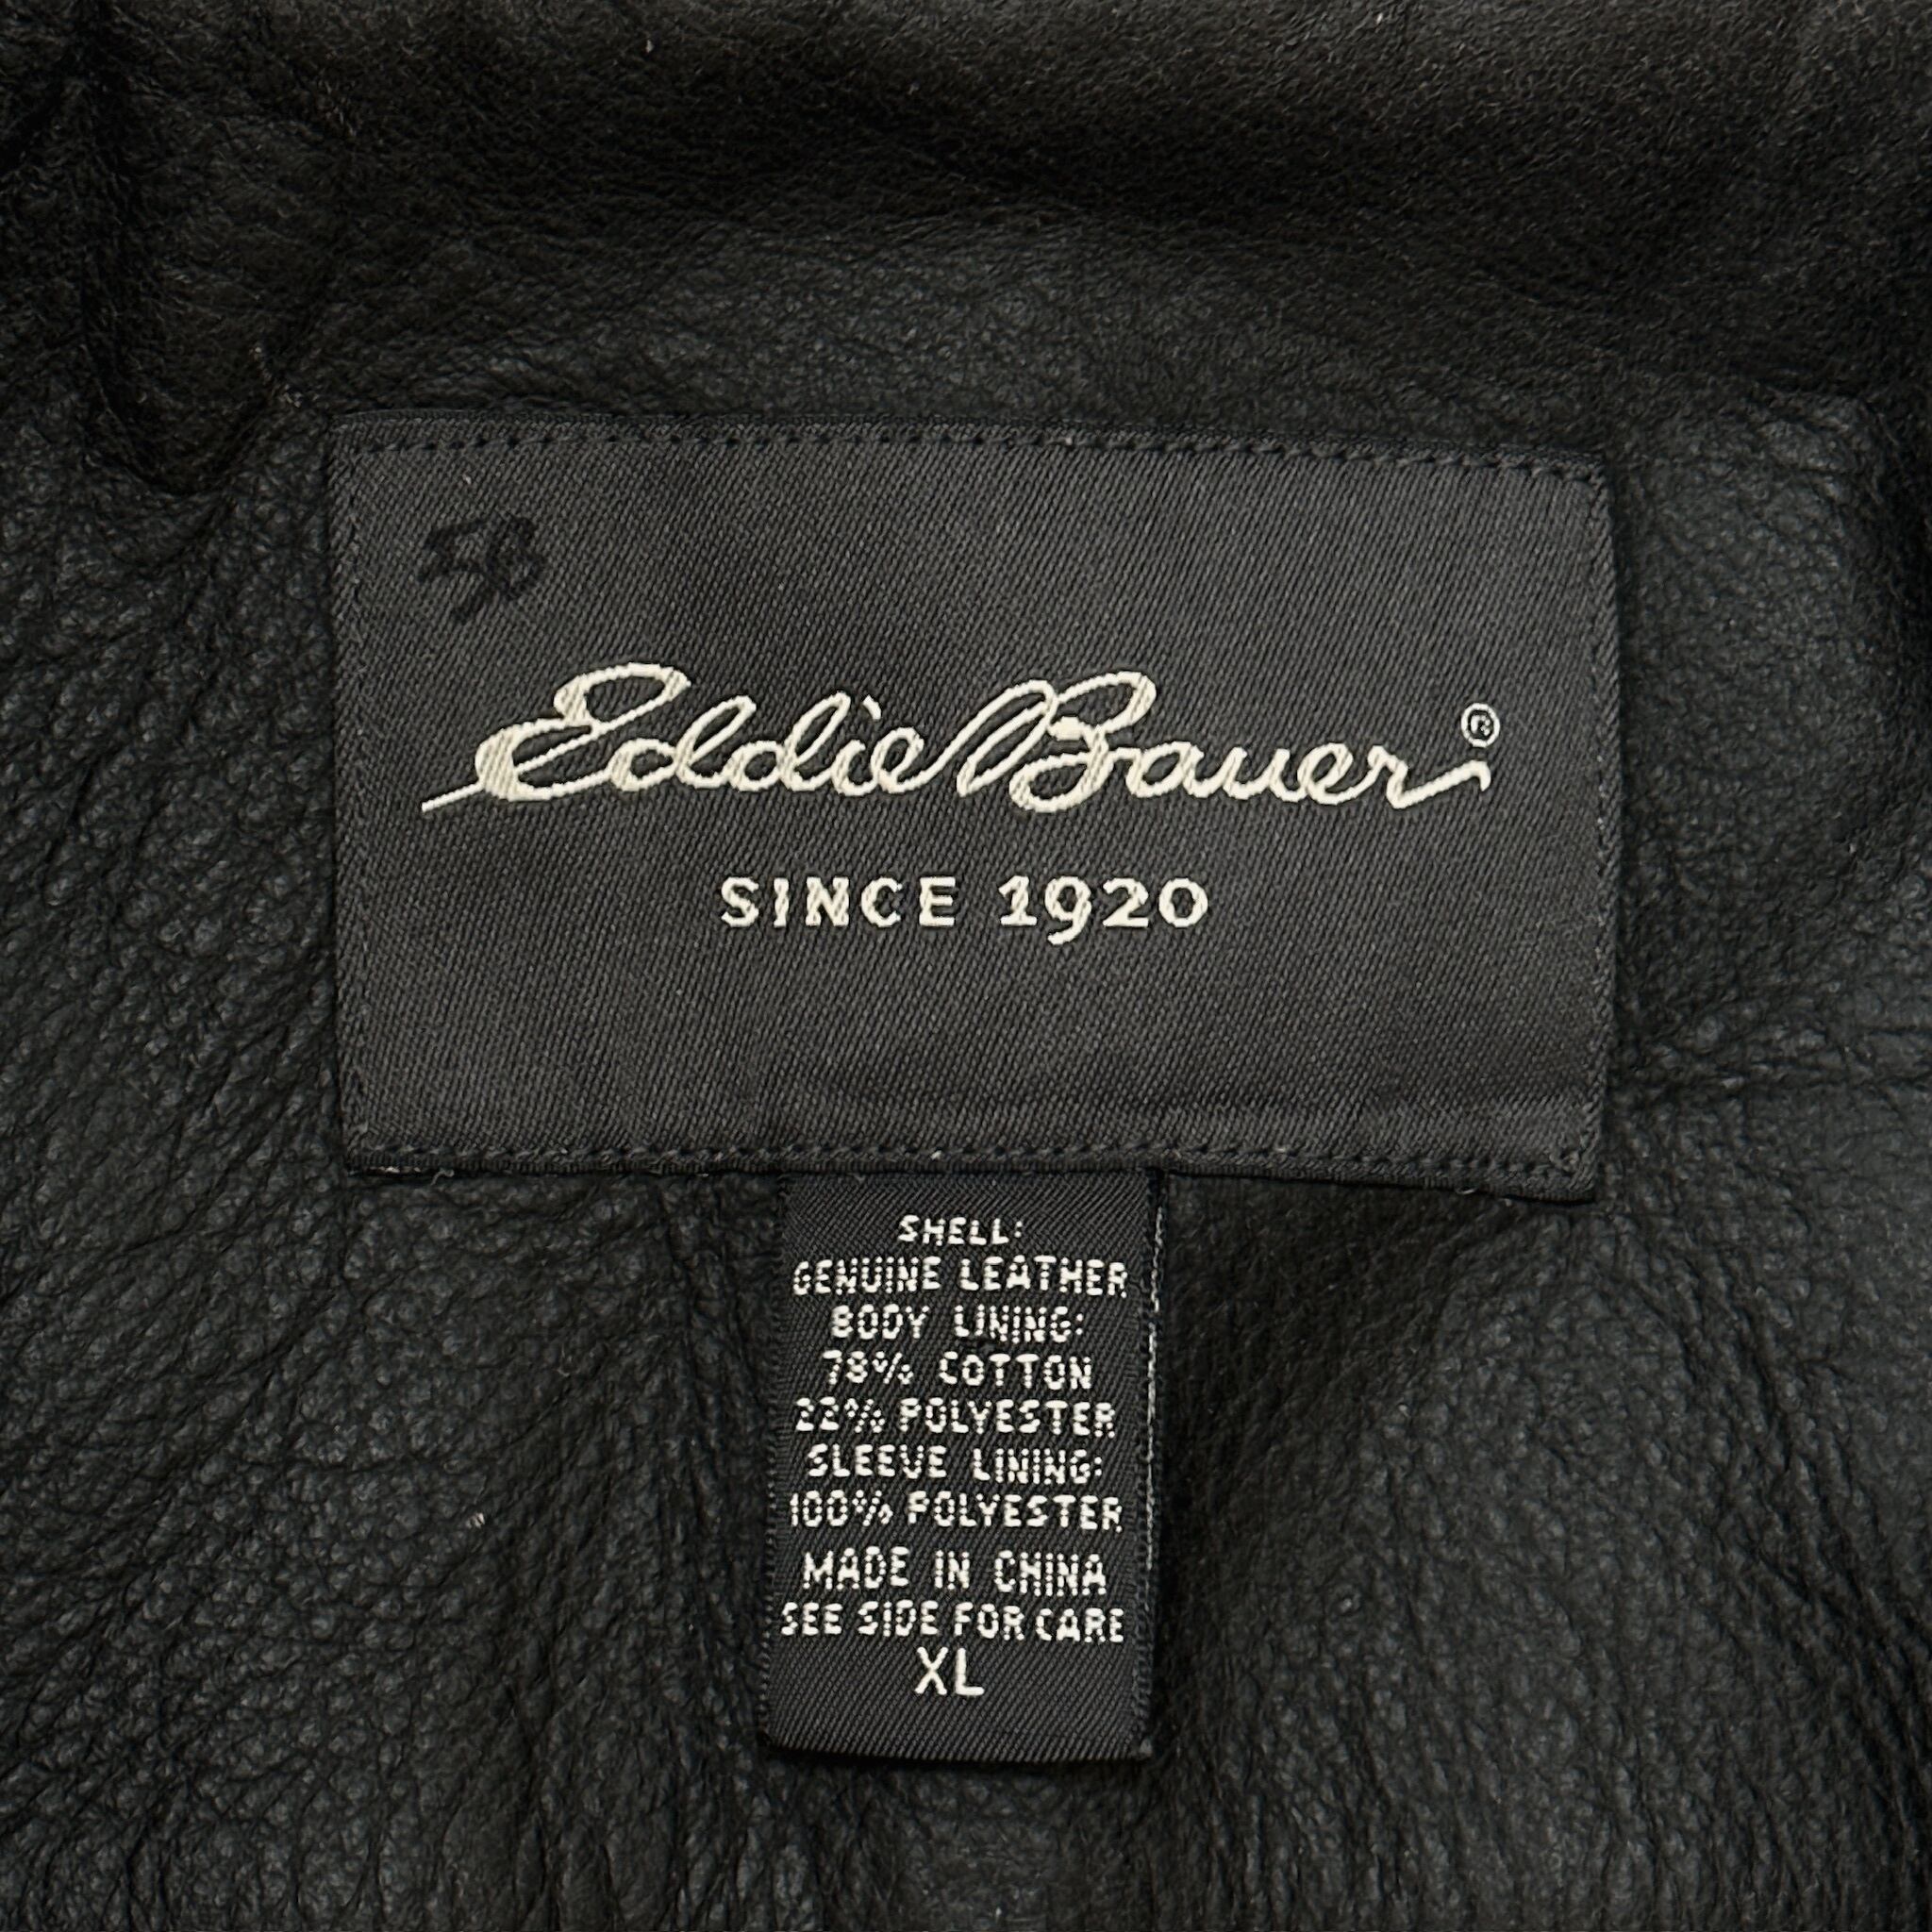 Eddie Bauer®
SINCE 1920
SHELL:
GENUINE LEATHER
BODY LINING:
78% COTTON
22% POLYESTER
SLEEVE LINING:
100% POLYESTER
MADE IN CHINA
SEE SIDE FOR CARE
XL